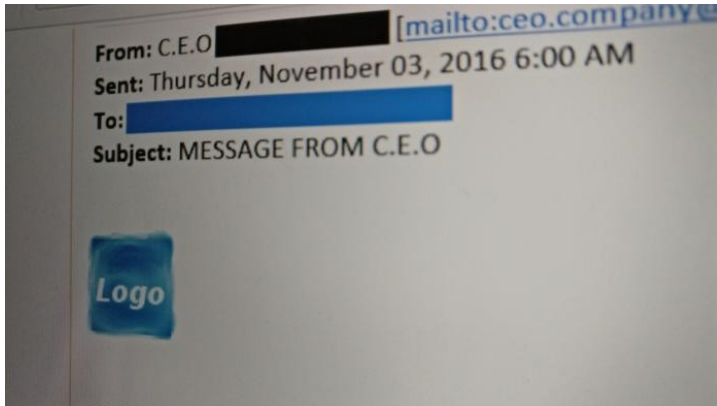 From: C.E.O [mailto:ceo.company@
Sent: Thursday, November 03, 2016 6:00 AM
To:
Subject: MESSAGE FROM C.E.O
Logo